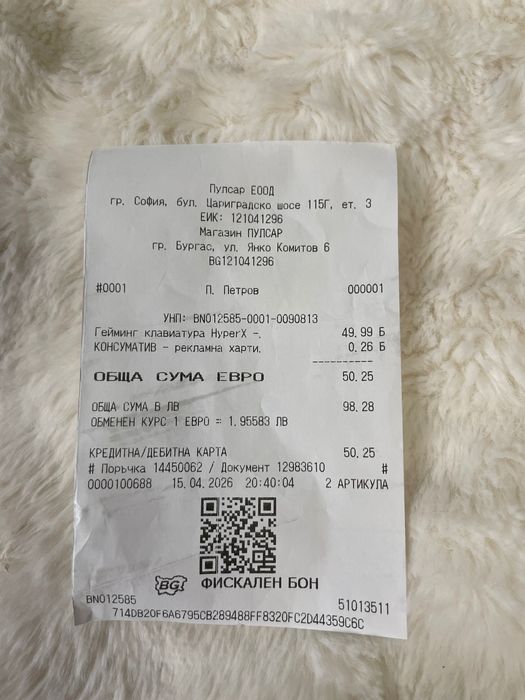 Пулсар ЕООД
гр. София, бул. Цариградско шосе 115Г, ет. 3
ЕИК: 121041296
Магазин ПУЛСАР
гр. Бургас, ул. Янко Комитов 6
BG121041296
#0001 П. Петров 000001
УНП: BN012585-0001-0090813
Гейминг клавиатура HyperX -. 49.99 Б
КОНСУМАТИВ - рекламна харти. 0.26 Б
----------
ОБЩА СУМА ЕВРО 50.25
ОБЩА СУМА В ЛВ 98.28
ОБМЕНЕН КУРС 1 ЕВРО = 1.95583 ЛВ
КРЕДИТНА/ДЕБИТНА КАРТА 50.25
# Поръчка 14450062 / Документ 12983610 #
0000100688 15.04.2026 20:40:04 2 АРТИКУЛА
BG ФИСКАЛЕН БОН
BN012585 51013511
714DB20F6A6795CB289488FF8320FC2D44359C6C